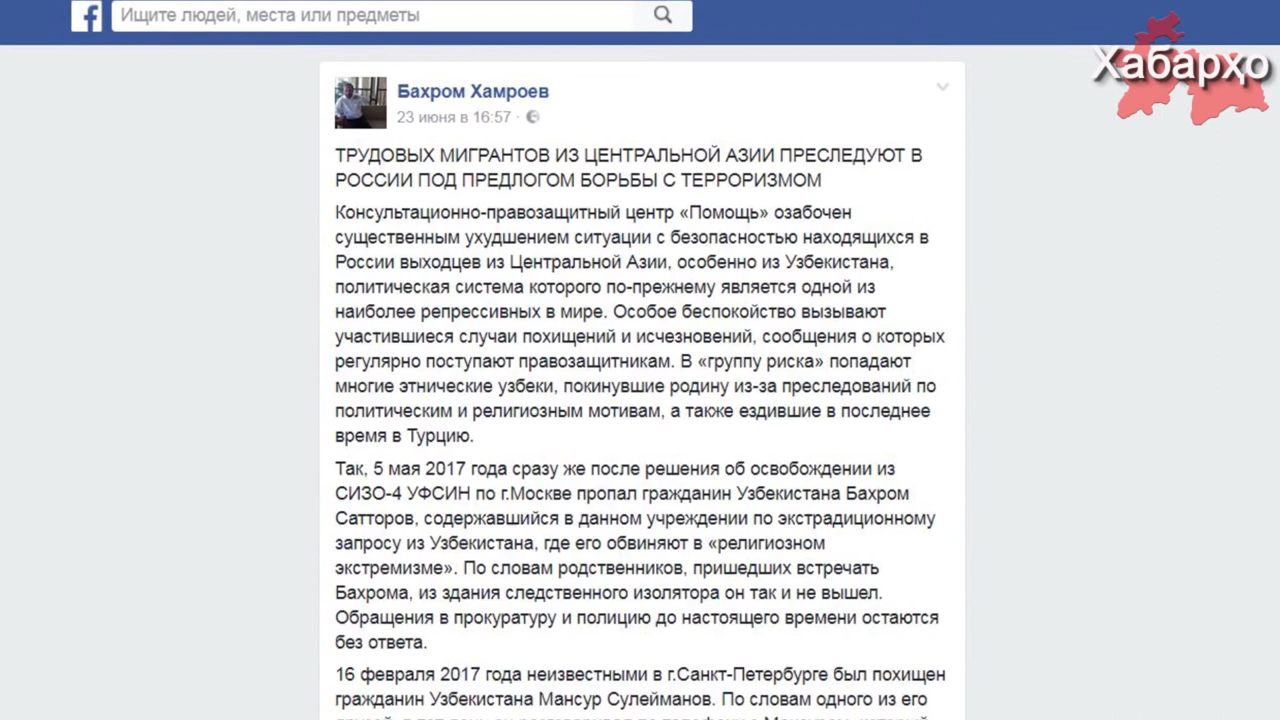 Ищите людей, места или предметы
Хабарҳо
Бахром Хамроев
23 июня в 16:57 ·
ТРУДОВЫХ МИГРАНТОВ ИЗ ЦЕНТРАЛЬНОЙ АЗИИ ПРЕСЛЕДУЮТ В
РОССИИ ПОД ПРЕДЛОГОМ БОРЬБЫ С ТЕРРОРИЗМОМ
Консультационно-правозащитный центр «Помощь» озабочен
существенным ухудшением ситуации с безопасностью находящихся в
России выходцев из Центральной Азии, особенно из Узбекистана,
политическая система которого по-прежнему является одной из
наиболее репрессивных в мире. Особое беспокойство вызывают
участившиеся случаи похищений и исчезновений, сообщения о которых
регулярно поступают правозащитникам. В «группу риска» попадают
многие этнические узбеки, покинувшие родину из-за преследований по
политическим и религиозным мотивам, а также ездившие в последнее
время в Турцию.
Так, 5 мая 2017 года сразу же после решения об освобождении из
СИЗО-4 УФСИН по г.Москве пропал гражданин Узбекистана Бахром
Сатторов, содержавшийся в данном учреждении по экстрадиционному
запросу из Узбекистана, где его обвиняют в «религиозном
экстремизме». По словам родственников, пришедших встречать
Бахрома, из здания следственного изолятора он так и не вышел.
Обращения в прокуратуру и полицию до настоящего времени остаются
без ответа.
16 февраля 2017 года неизвестными в г.Санкт-Петербурге был похищен
гражданин Узбекистана Мансур Сулейманов. По словам одного из его